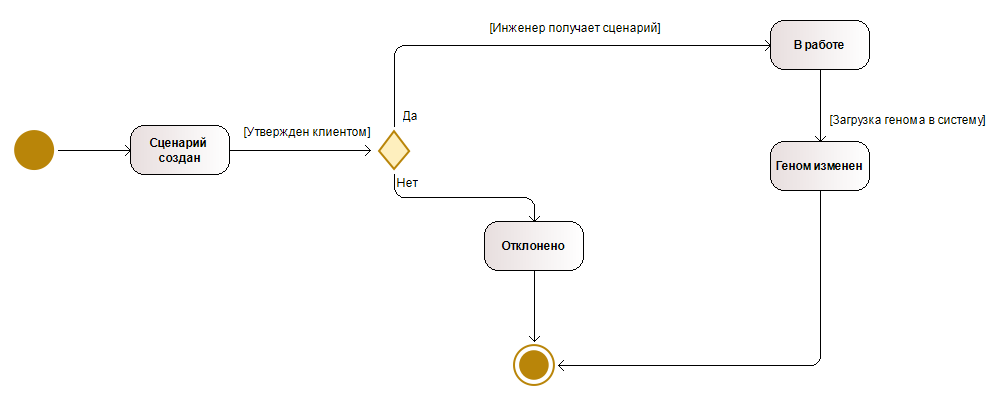 [Инженер получает сценарий]
В работе
Да
[Загрузка генома в систему]
[Утвержден клиентом]
Сценарий
создан
Геном изменен
Нет
Отклонено